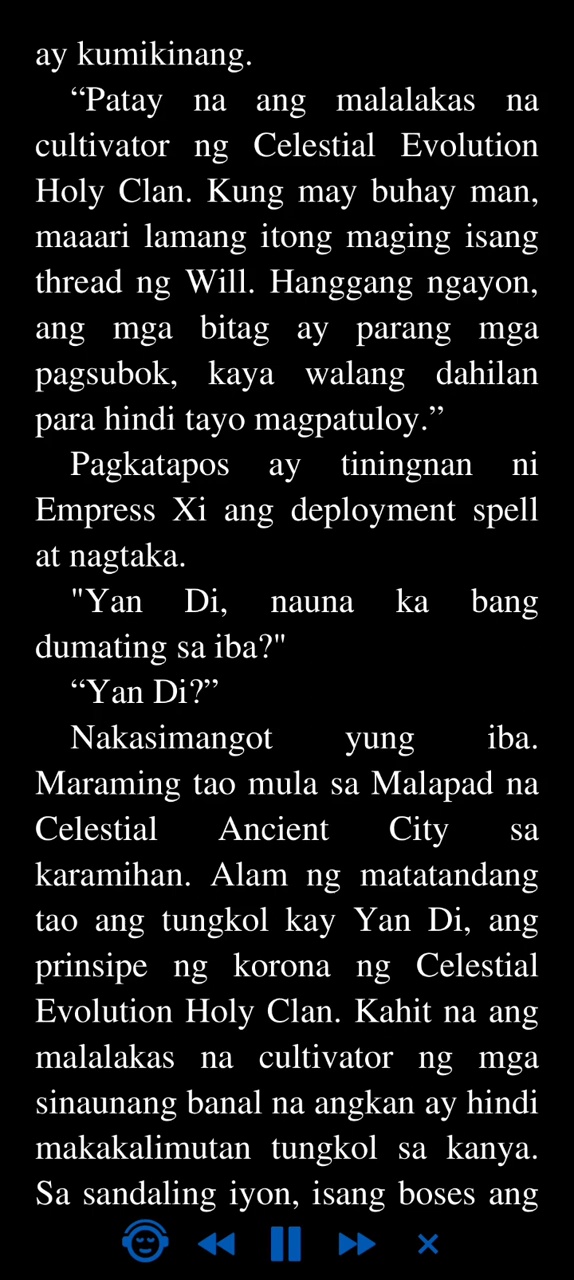 ay kumikinang.
“Patay na ang malalakas na
cultivator ng Celestial Evolution
Holy Clan. Kung may buhay man,
maaari lamang itong maging isang
thread ng Will. Hanggang ngayon,
ang mga bitag ay parang mga
pagsubok, kaya walang dahilan
para hindi tayo magpatuloy.”
Pagkatapos ay tiningnan ni
Empress Xi ang deployment spell
at nagtaka.
"Yan Di, nauna ka bang
dumating sa iba?"
“Yan Di?”
Nakasimangot yung iba.
Maraming tao mula sa Malapad na
Celestial Ancient City sa
karamihan. Alam ng matatandang
tao ang tungkol kay Yan Di, ang
prinsipe ng korona ng Celestial
Evolution Holy Clan. Kahit na ang
malalakas na cultivator ng mga
sinaunang banal na angkan ay hindi
makakalimutan tungkol sa kanya.
Sa sandaling iyon, isang boses ang